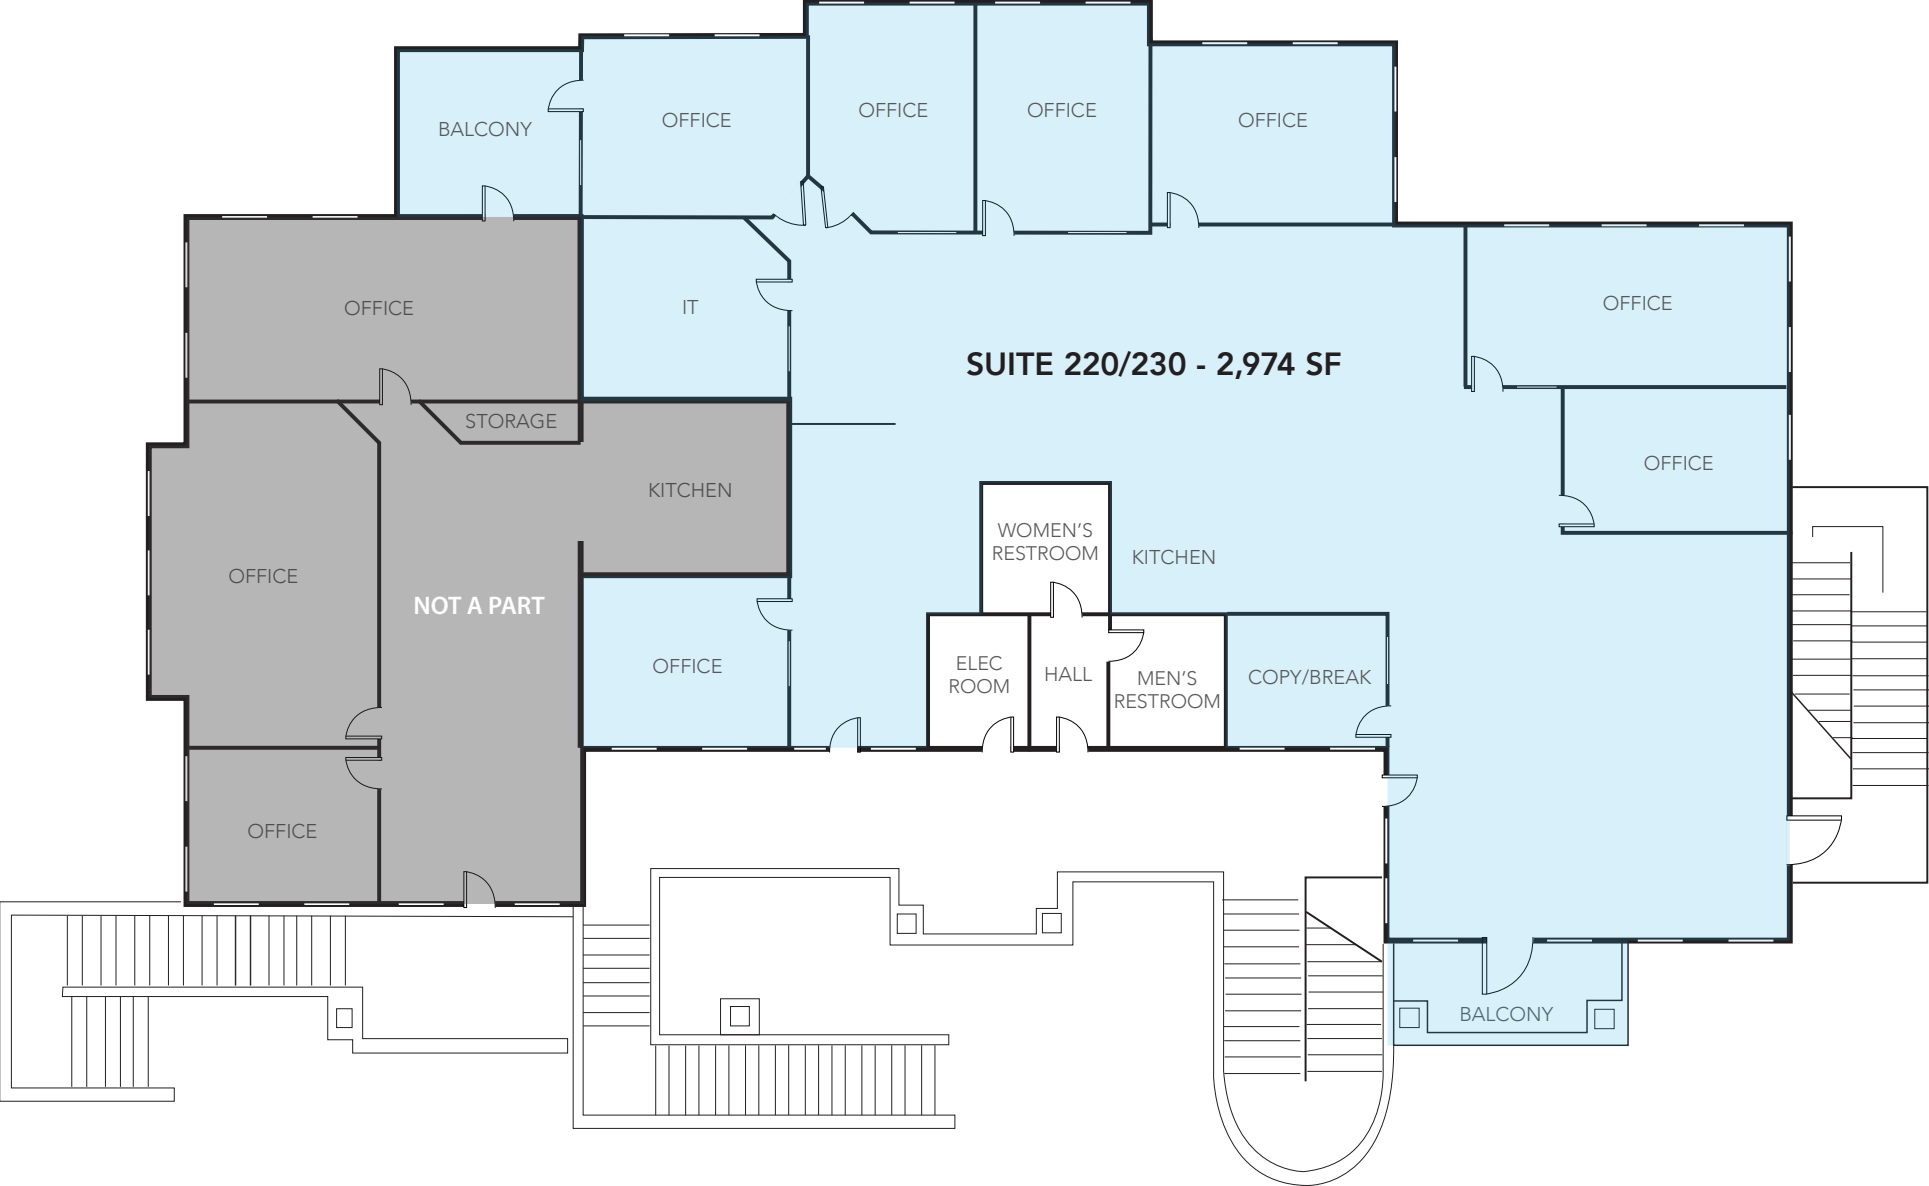 OFFICE
OFFICE
OFFICE
OFFICE
BALCONY
OFFICE
IT
OFFICE
SUITE 220/230 - 2,974 SF
STORAGE
OFFICE
KITCHEN
WOMEN'S
RESTROOM
KITCHEN
OFFICE
NOT A PART
OFFICE
ELEC
ROOM
HALL
MEN'S
RESTROOM
COPY/BREAK
OFFICE
BALCONY